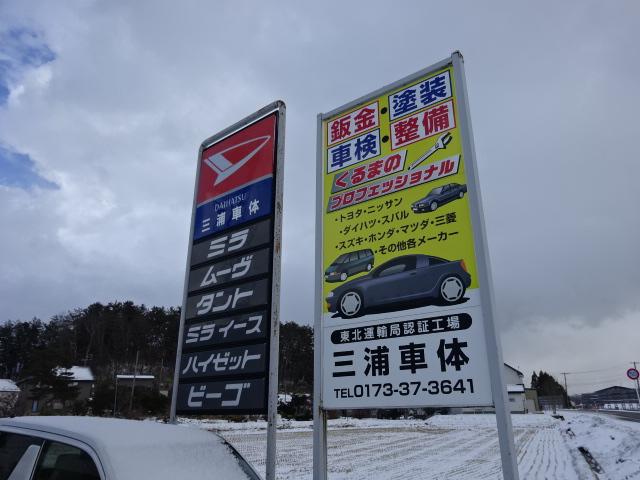 DAIHATSU
三浦車体
ミラ
ムーヴ
タント
ミライース
ハイゼット
ビーゴ
鈑金・塗装
車検・整備
くるまの
プロフェッショナル
・トヨタ・ニッサン
・ダイハツ・スバル
・スズキ・ホンダ・マツダ・三菱
・その他各メーカー
東北運輸局認証工場
三浦車体
TEL0173-37-3641